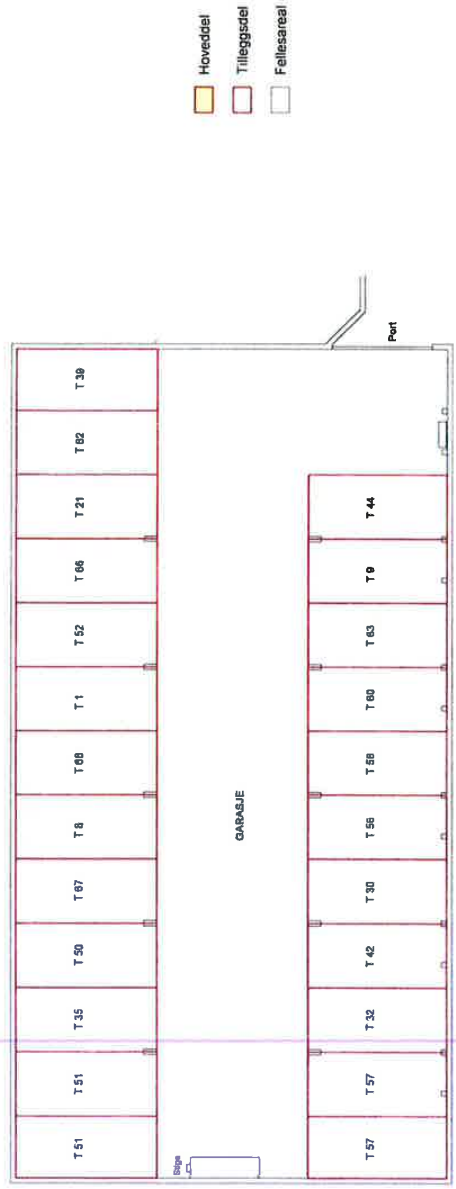 Hoveddel
Tilleggsdel
Fellesareal
T 39
T 62
T 21
T 66
T 52
T 1
T 68
T 8
T 67
T 50
T 35
T 51
T 51
GARASJE
Port
Stige
T 44
T 9
T 63
T 60
T 58
T 56
T 30
T 42
T 32
T 57
T 57